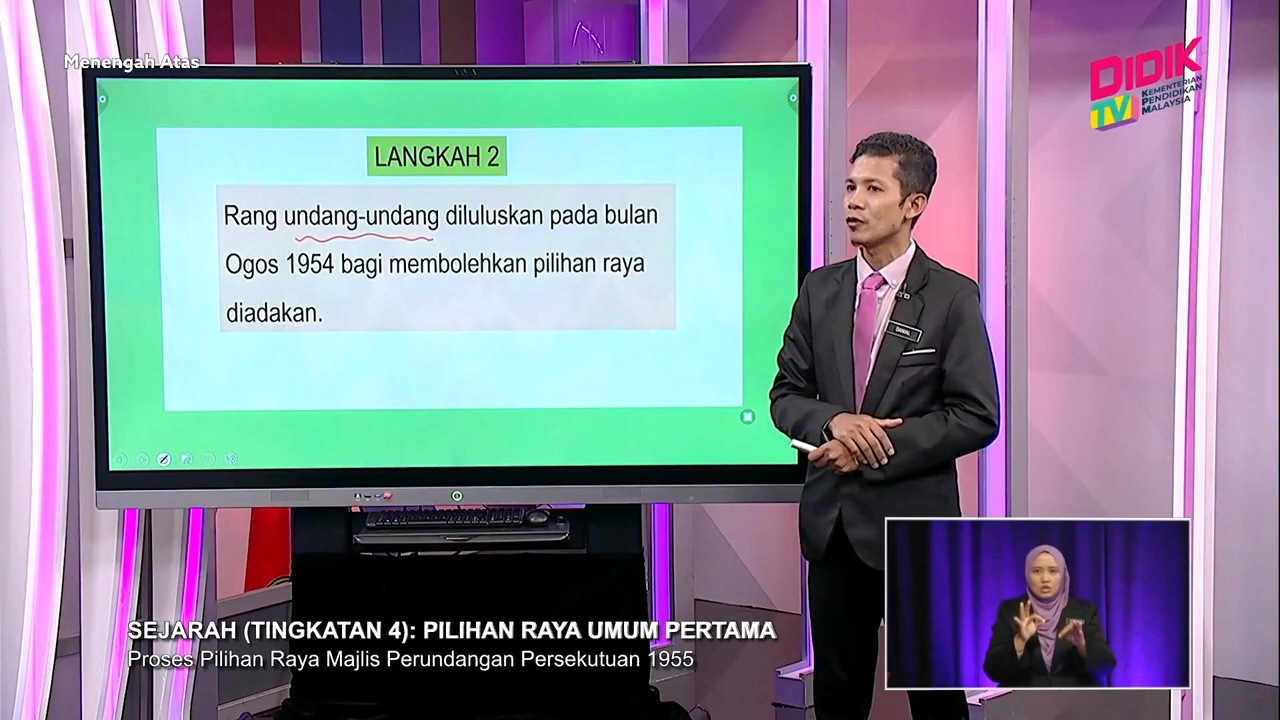 Menengah Atas
DIDIK
TV
KEMENTERIAN
PENDIDIKAN
MALAYSIA
LANGKAH 2
Rang undang-undang diluluskan pada bulan
Ogos 1954 bagi membolehkan pilihan raya
diadakan.
SEJARAH (TINGKATAN 4): PILIHAN RAYA UMUM PERTAMA
Proses Pilihan Raya Majlis Perundangan Persekutuan 1955